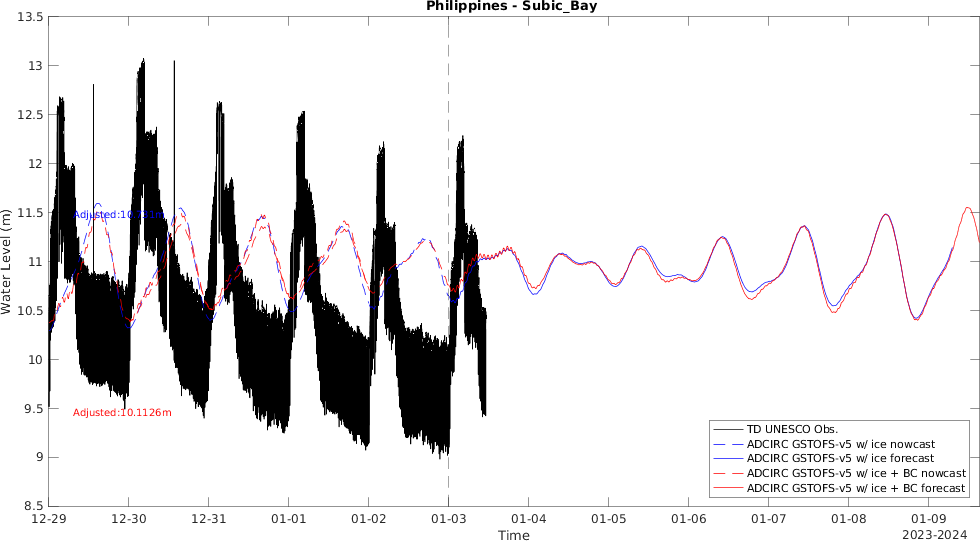 Philippines - Subic_Bay
Water Level (m)
13.5
13
12.5
12
11.5
11
10.5
10
9.5
9
8.5
Adjusted:10.1126m
TD UNESCO Obs.
ADCIRC GSTOFS-v5 w/ ice nowcast
ADCIRC GSTOFS-v5 w/ ice forecast
ADCIRC GSTOFS-v5 w/ ice + BC nowcast
ADCIRC GSTOFS-v5 w/ ice + BC forecast
12-29 12-30 12-31 01-01 01-02 01-03 01-04 01-05 01-06 01-07 01-08 01-09
Time
2023-2024